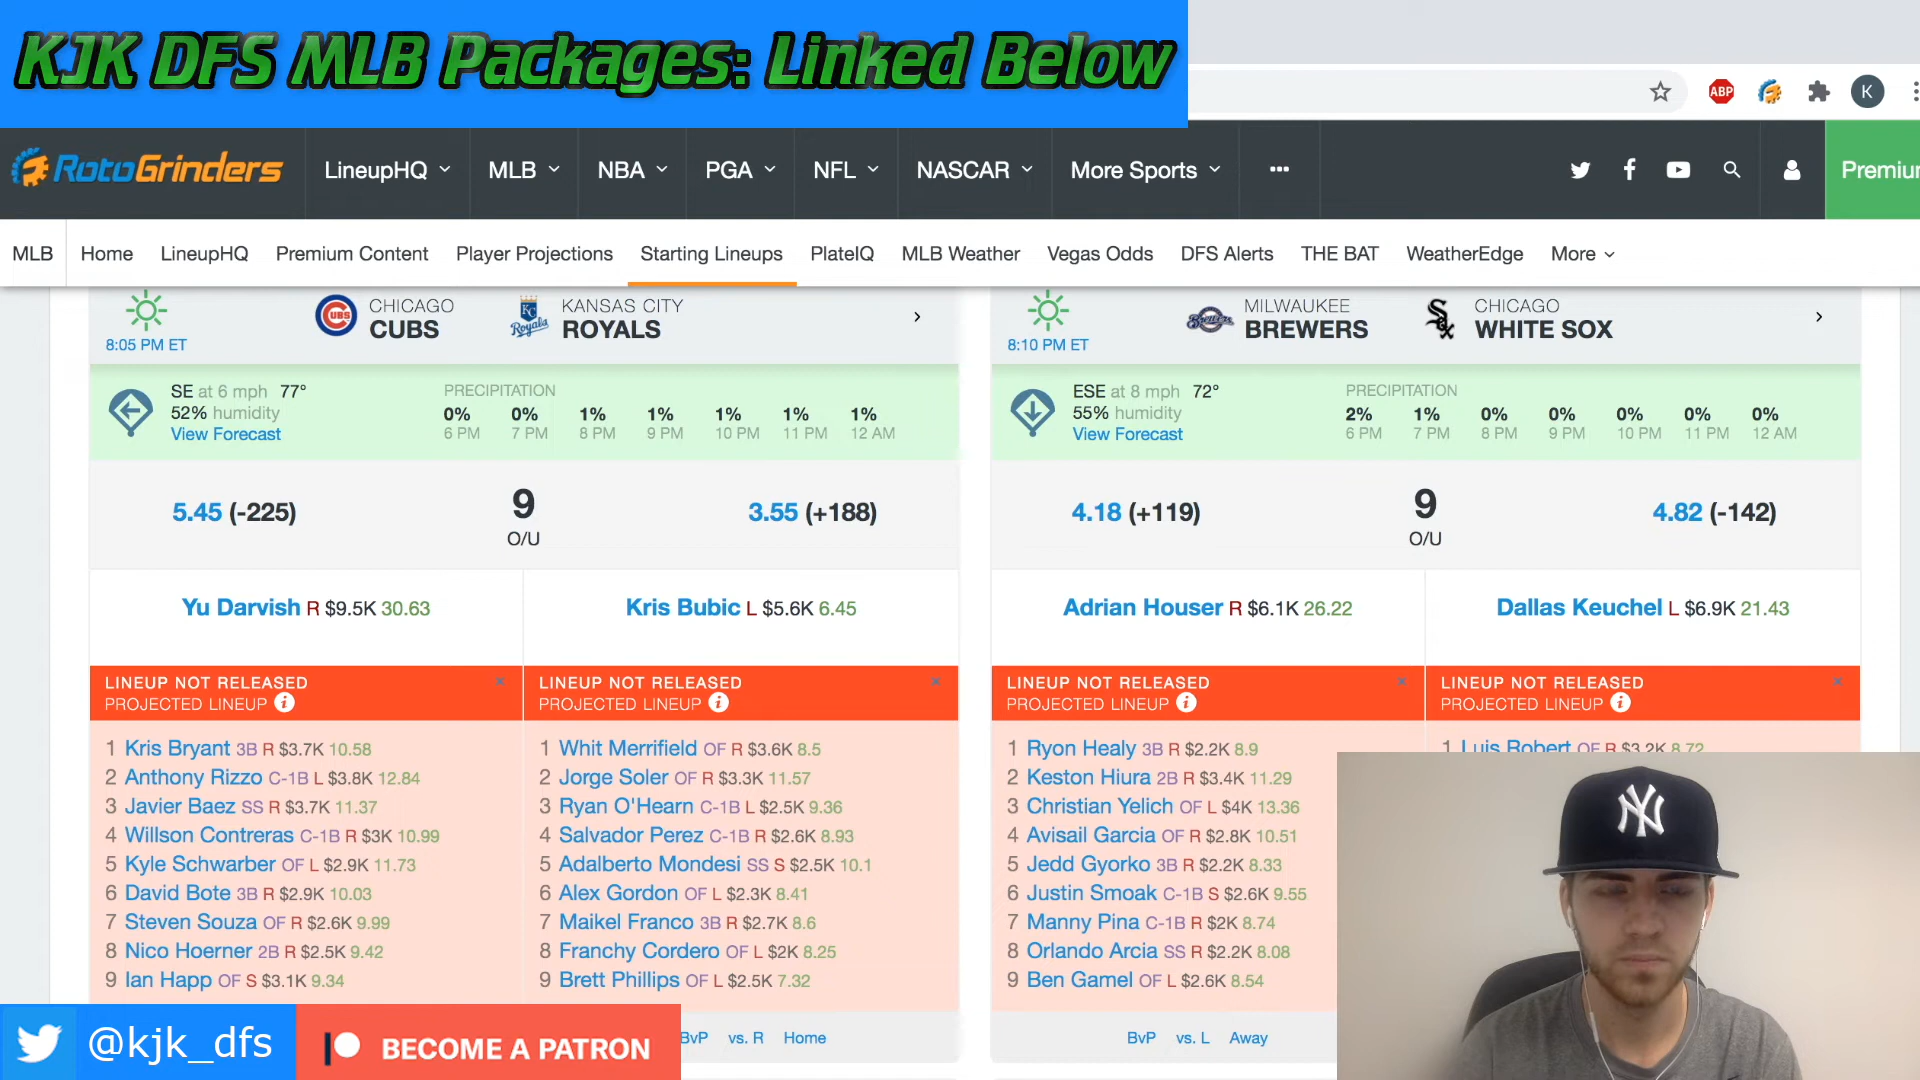 KJK DFS MLB Packages: Linked Below
ABP
K
RotoGrinders
LineupHQ
MLB
NBA
PGA
NFL
NASCAR
More Sports
•••
MLB
Home
LineupHQ
Premium Content
Player Projections
Starting Lineups
PlateIQ
MLB Weather
Vegas Odds
DFS Alerts
THE BAT
WeatherEdge
More
8:05 PM ET
CUBS
CHICAGO
CUBS
KC
Royals
KANSAS CITY
ROYALS
SE at 6 mph 77°
52% humidity
View Forecast
PRECIPITATION
0% 0% 1% 1% 1% 1% 1%
6 PM 7 PM 8 PM 9 PM 10 PM 11 PM 12 AM
5.45 (-225)
9
O/U
3.55 (+188)
Yu Darvish R $9.5K 30.63
Kris Bubic L $5.6K 6.45
LINEUP NOT RELEASED
PROJECTED LINEUP
1 Kris Bryant 3B R $3.7K 10.58
2 Anthony Rizzo C-1B L $3.8K 12.84
3 Javier Baez SS R $3.7K 11.37
4 Willson Contreras C-1B R $3K 10.99
5 Kyle Schwarber OF L $2.9K 11.73
6 David Bote 3B R $2.9K 10.03
7 Steven Souza OF R $2.6K 9.99
8 Nico Hoerner 2B R $2.5K 9.42
9 Ian Happ OF S $3.1K 9.34
LINEUP NOT RELEASED
PROJECTED LINEUP
1 Whit Merrifield OF R $3.6K 8.5
2 Jorge Soler OF R $3.3K 11.57
3 Ryan O'Hearn C-1B L $2.5K 9.36
4 Salvador Perez C-1B R $2.6K 8.93
5 Adalberto Mondesi SS S $2.5K 10.1
6 Alex Gordon OF L $2.3K 8.41
7 Maikel Franco 3B R $2.7K 8.6
8 Franchy Cordero OF L $2K 8.25
9 Brett Phillips OF L $2.5K 7.32
BvP vs. R Home
8:10 PM ET
Brewers
MILWAUKEE
BREWERS
Sox
CHICAGO
WHITE SOX
ESE at 8 mph 72°
55% humidity
View Forecast
PRECIPITATION
2% 1% 0% 0% 0% 0% 0%
6 PM 7 PM 8 PM 9 PM 10 PM 11 PM 12 AM
4.18 (+119)
9
O/U
4.82 (-142)
Adrian Houser R $6.1K 26.22
Dallas Keuchel L $6.9K 21.43
LINEUP NOT RELEASED
PROJECTED LINEUP
1 Ryon Healy 3B R $2.2K 8.9
2 Keston Hiura 2B R $3.4K 11.29
3 Christian Yelich OF L $4K 13.36
4 Avisail Garcia OF R $2.8K 10.51
5 Jedd Gyorko 3B R $2.2K 8.33
6 Justin Smoak C-1B S $2.6K 9.55
7 Manny Pina C-1B R $2K 8.74
8 Orlando Arcia SS R $2.2K 8.08
9 Ben Gamel OF L $2.6K 8.54
BvP vs. L Away
LINEUP NOT RELEASED
PROJECTED LINEUP
1 Luis Robert OF R $3.2K 8.72
NY
@kjk_dfs
BECOME A PATRON